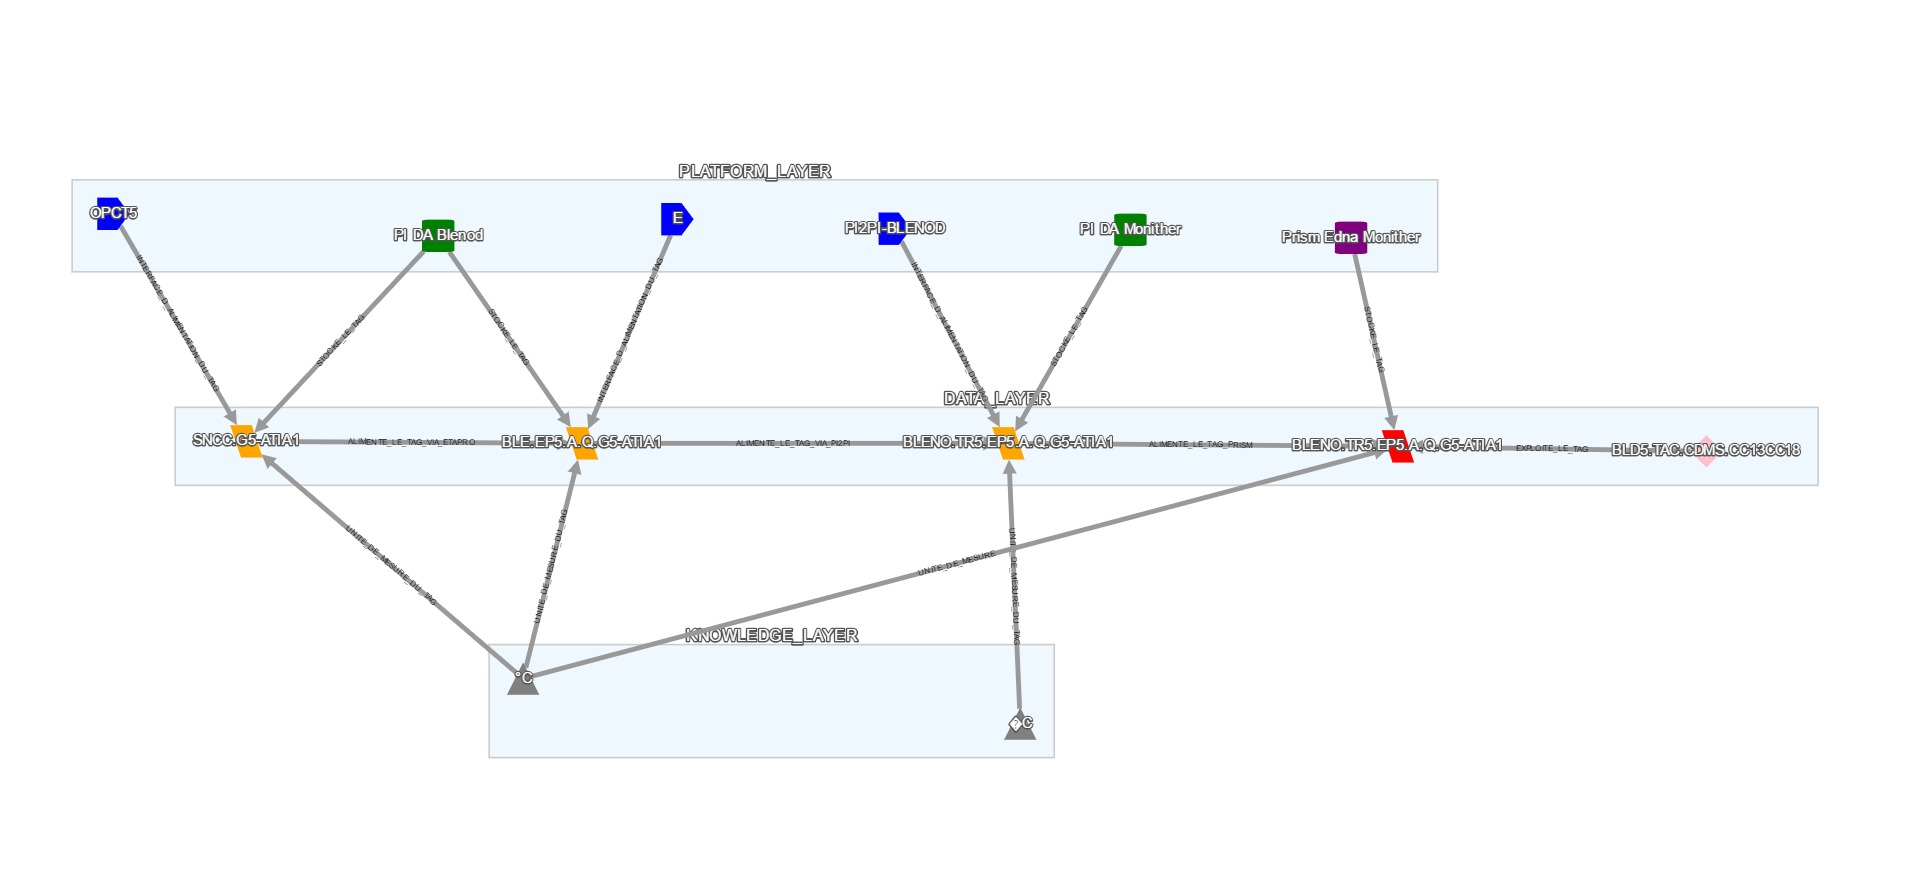 PLATFORM_LAYER
OPCT5
PI DA Blenod
E
PI2PI-BLENOD
PI DA Monither
Prism Edna Monither
INTERFACE_D_ALIMENTATION_DU_TAG
STOCKE_LE_TAG
STOCKE_LE_TAG
INTERFACE_D_ALIMENTATION_DU_TAG
INTERFACE_D_ALIMENTATION_DU_TAG
STOCKE_LE_TAG
STOCKE_LE_TAG
DATA_LAYER
SNCC.G5-ATIA1
ALIMENTE_LE_TAG_VIA_ETAPRO
BLE.EP5.A.Q.G5-ATIA1
ALIMENTE_LE_TAG_VIA_PI2PI
BLENO.TR5.EP5.A.Q.G5-ATIA1
ALIMENTE_LE_TAG_PRISM
BLENO.TR5.EP5.A.Q.G5-ATIA1
EXPLOITE_LE_TAG
BLD5.TAC.CDMS.CC13CC18
UNITE_DE_MESURE_DU_TAG
UNITE_DE_MESURE_DU_TAG
UNITE_DE_MESURE
UNITE_DE_MESURE_DU_TAG
KNOWLEDGE_LAYER
°C
�C